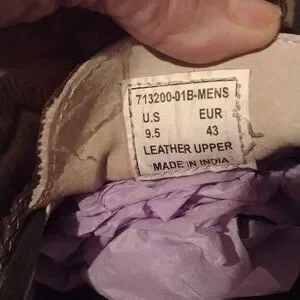 713200-01B-MENS
U.S EUR
9.5 43
LEATHER UPPER
MADE IN INDIA